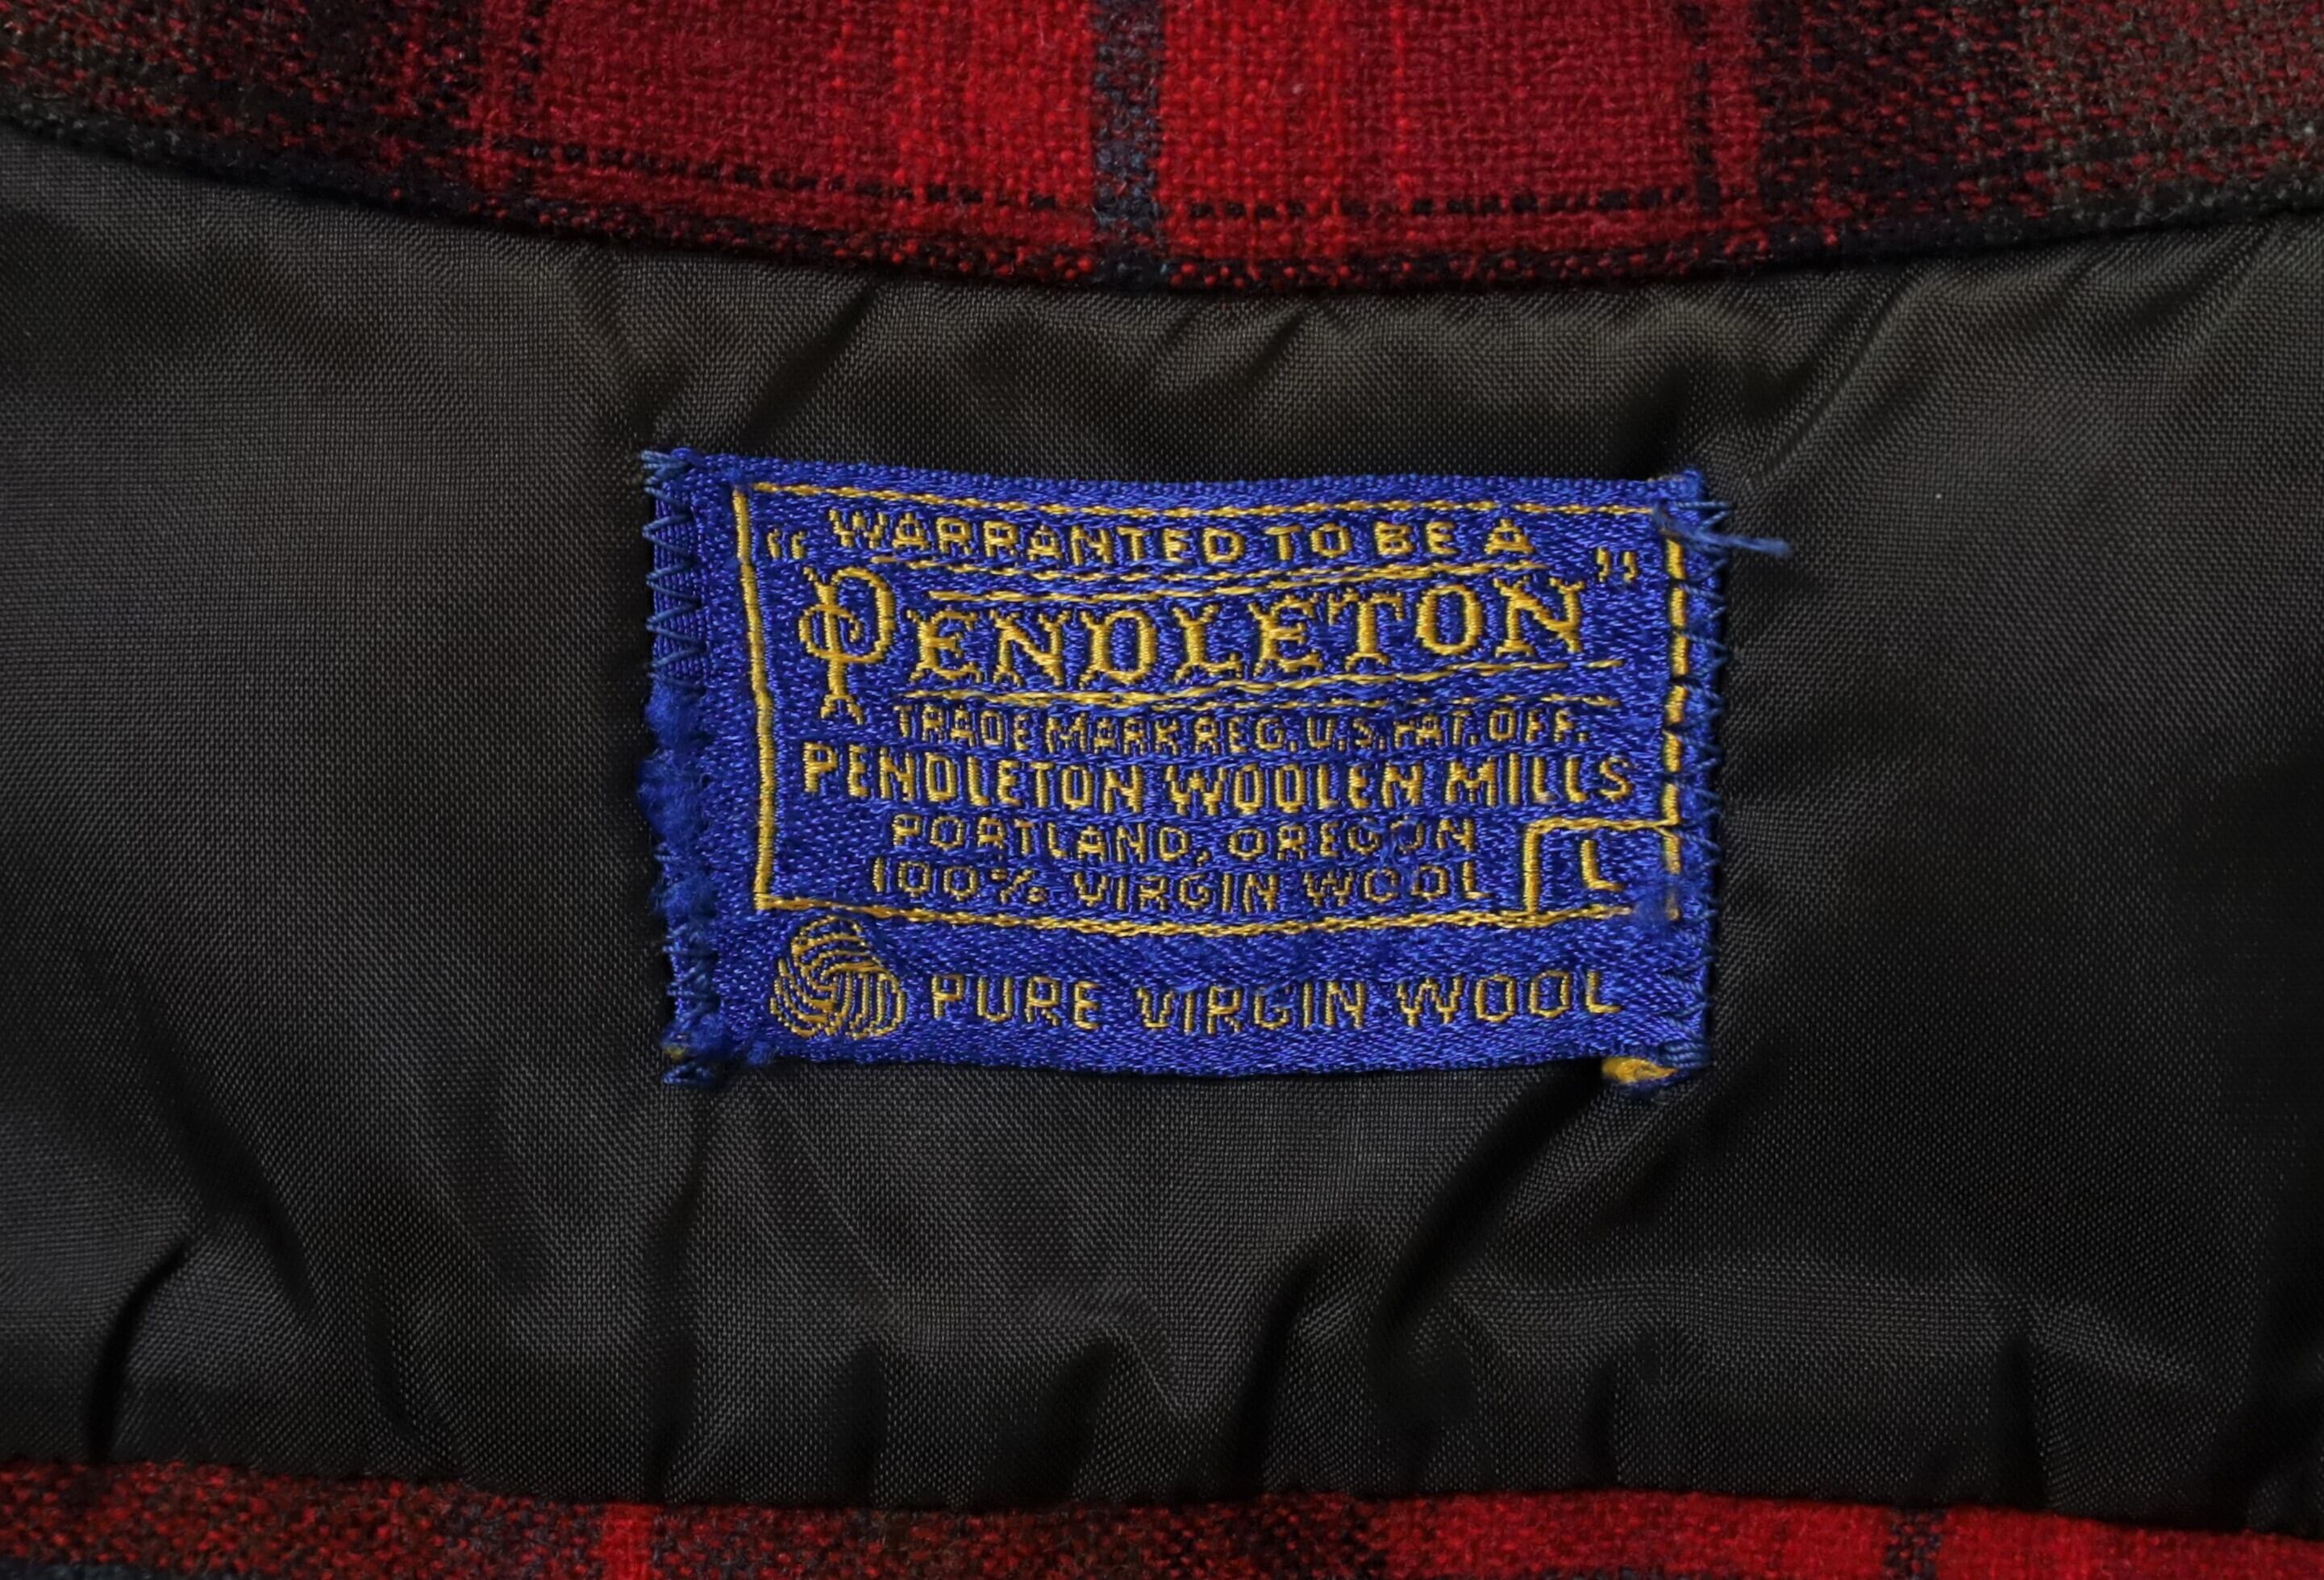 "WARRANTED TO BE A
PENDLETON"
TRADE MARK REG. U.S. PAT. OFF.
PENDLETON WOOLEN MILLS
PORTLAND, OREGON
100% VIRGIN WOOL
L
PURE VIRGIN WOOL